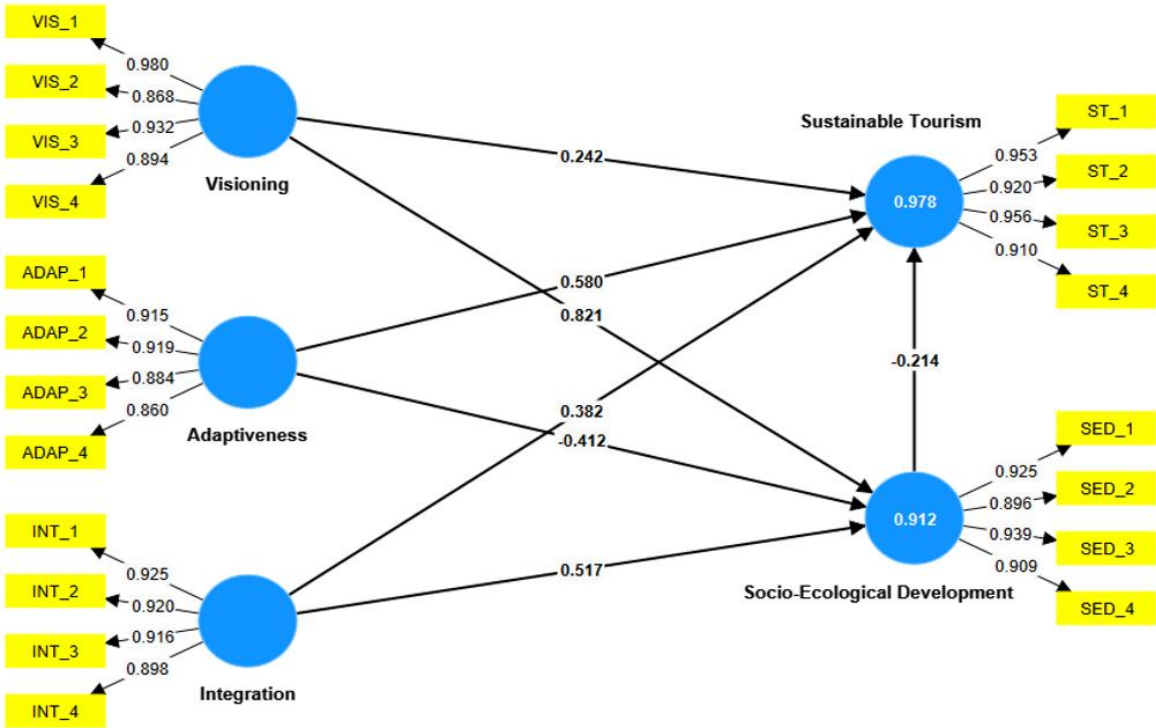 VIS_1
0.980
VIS_2
0.868
VIS_3
0.932
0.894
VIS_4
Visioning
ADAP_1
0.915
ADAP_2
0.919
ADAP_3
0.884
0.860
ADAP_4
Adaptiveness
INT_1
0.925
INT_2
0.920
INT_3
0.916
0.898
INT_4
Integration
0.242
0.580
0.821
0.382
-0.412
0.517
-0.214
Sustainable Tourism
0.978
ST_1
0.953
ST_2
0.920
0.956
ST_3
0.910
ST_4
0.912
Socio-Ecological Development
SED_1
0.925
SED_2
0.896
0.939
SED_3
0.909
SED_4